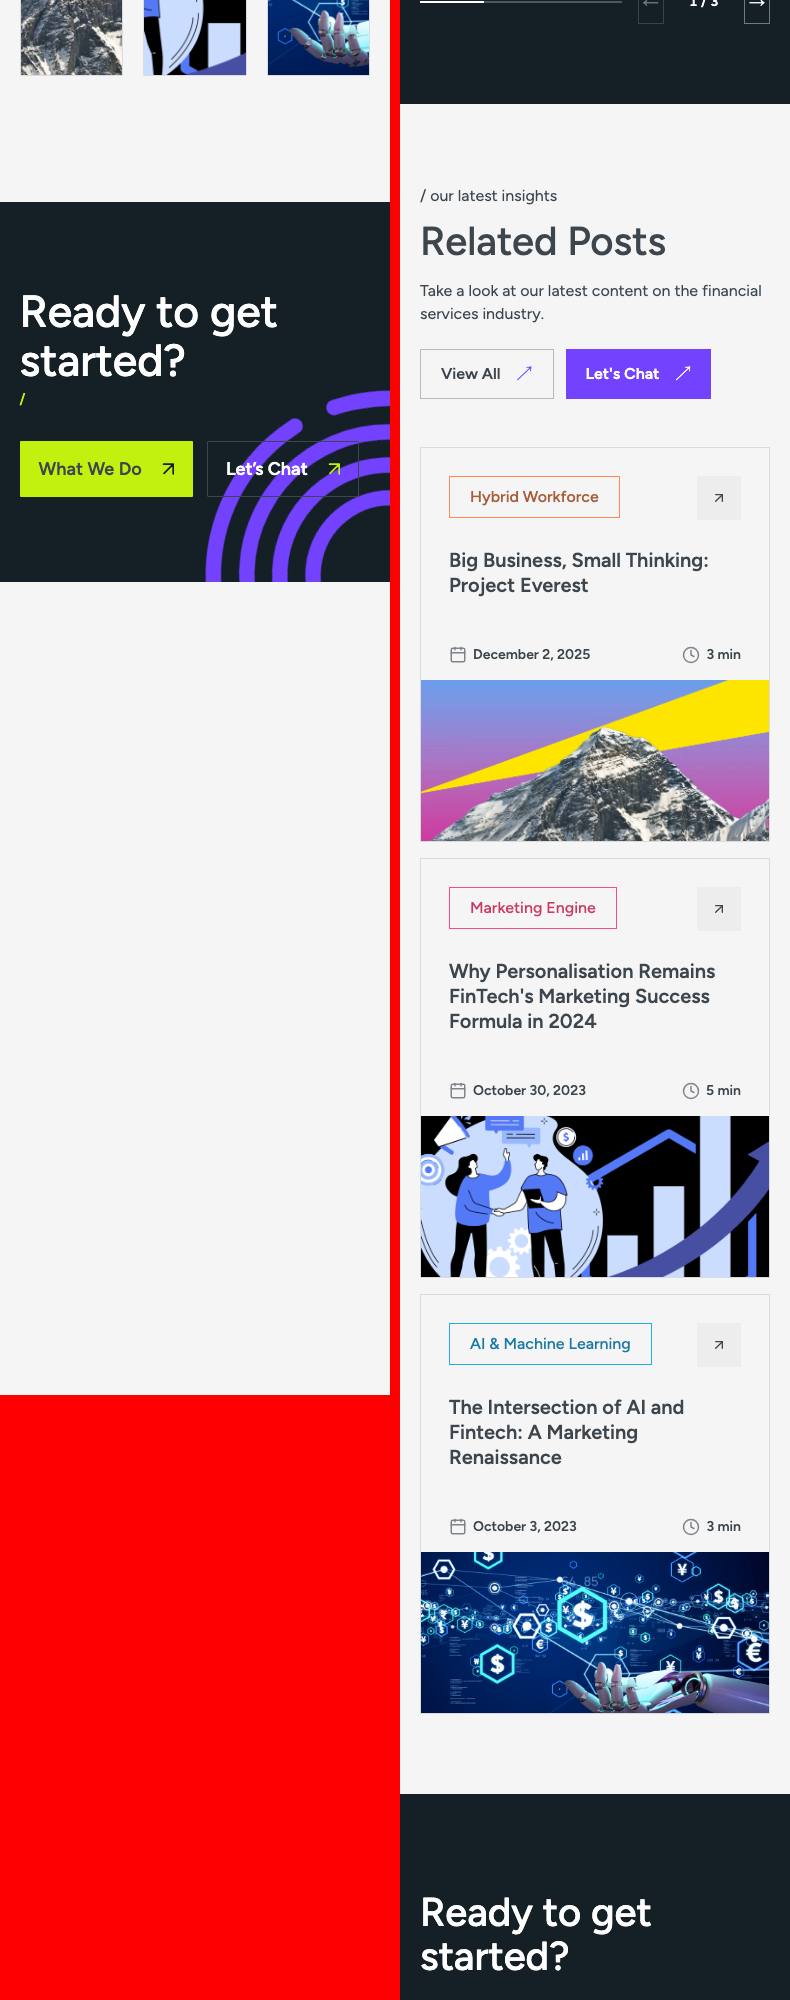 Ready to get
started?
/
What We Do
Let's Chat
1 / 3
/ our latest insights
Related Posts
Take a look at our latest content on the financial
services industry.
View All
Let's Chat
Hybrid Workforce
Big Business, Small Thinking:
Project Everest
December 2, 2025
3 min
Marketing Engine
Why Personalisation Remains
FinTech's Marketing Success
Formula in 2024
October 30, 2023
5 min
AI & Machine Learning
The Intersection of AI and
Fintech: A Marketing
Renaissance
October 3, 2023
3 min
Ready to get
started?